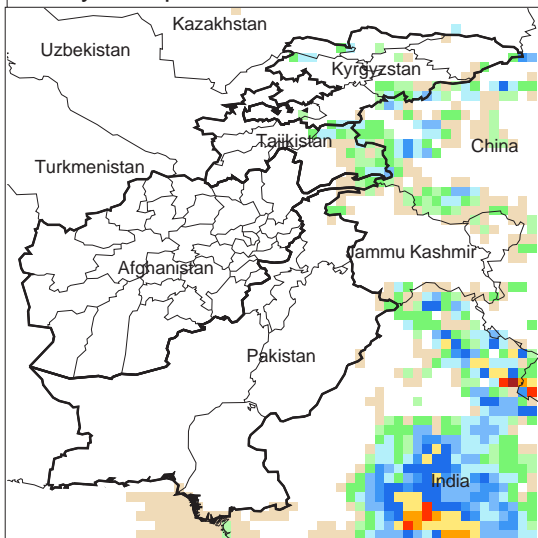 Kazakhstan
Uzbekistan
Kyrgyzstan
Tajikistan
China
Turkmenistan
Jammu Kashmir
Afghanistan
Pakistan
India